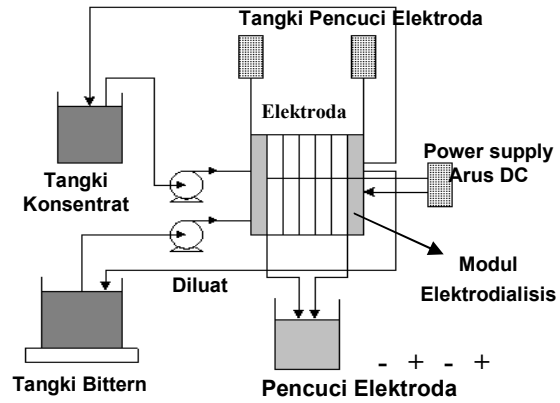 Tangki Pencuci Elektroda
Elektroda
Power supply
Arus DC
Tangki
Konsentrat
Modul
Elektrodialisis
Diluat
Tangki Bittern
- + - +
Pencuci Elektroda